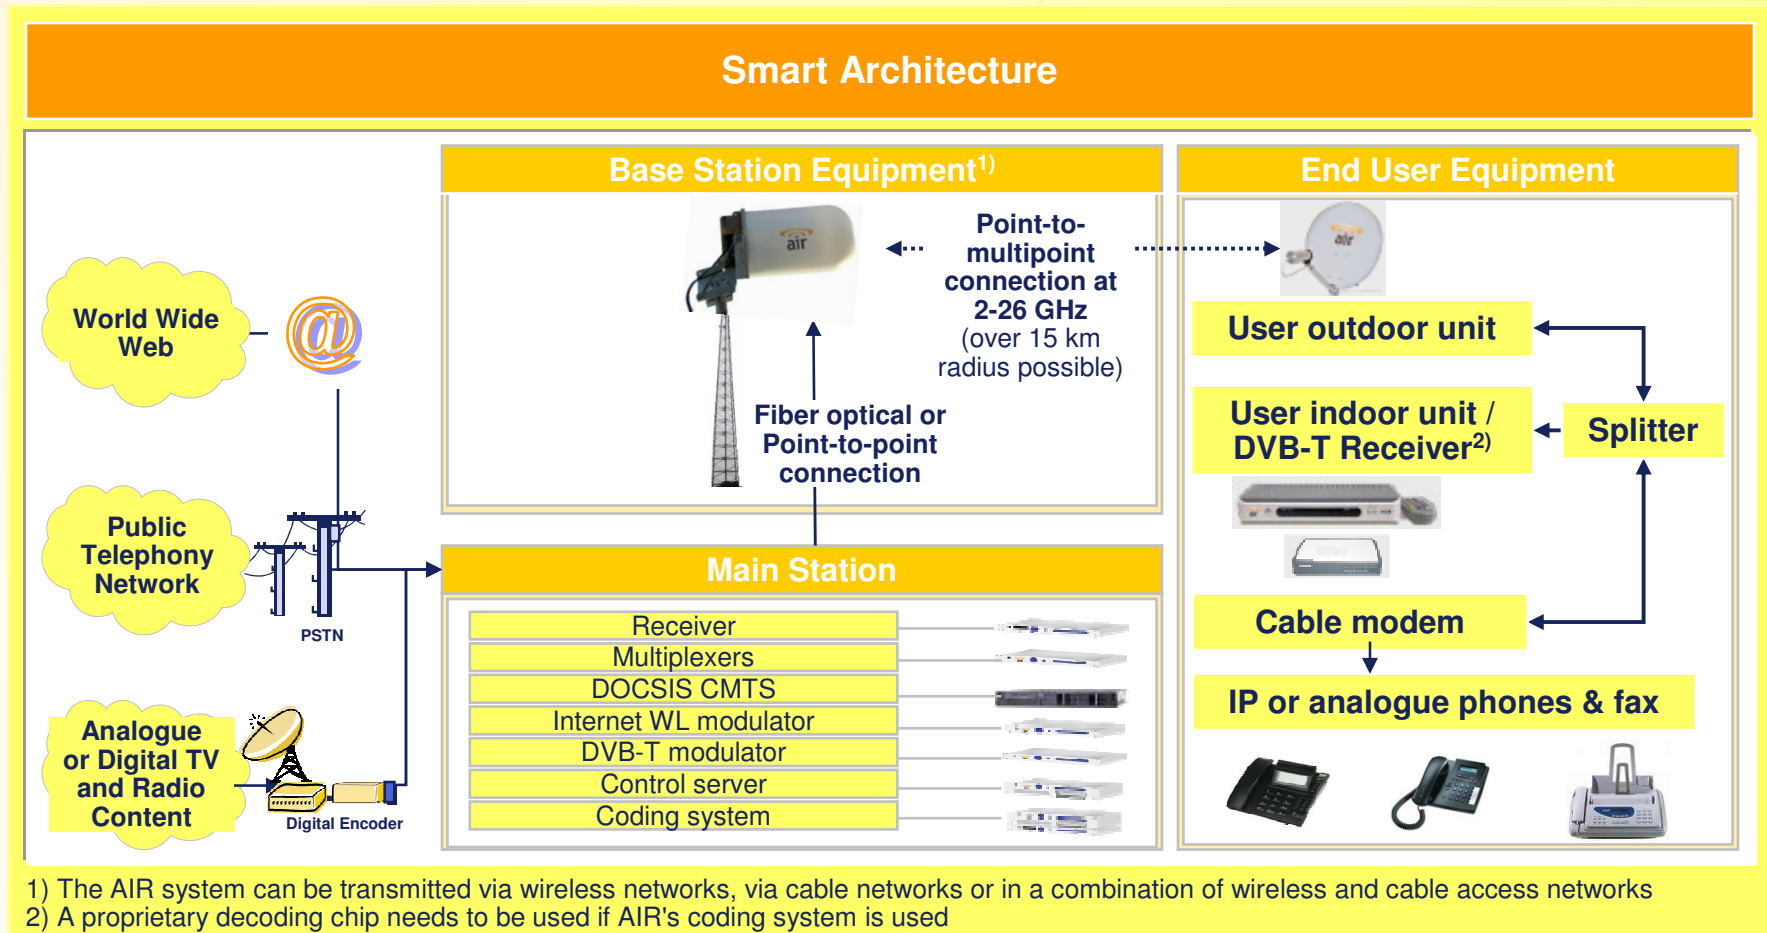 Smart Architecture
Base Station Equipment1)
End User Equipment
World Wide
Web
@
Public
Telephony
Network
PSTN
Analogue
or Digital TV
and Radio
Content
Digital Encoder
air
Point-to-
multipoint
connection at
2-26 GHz
(over 15 km
radius possible)
Fiber optical or
Point-to-point
connection
Main Station
Receiver
Multiplexers
DOCSIS CMTS
Internet WL modulator
DVB-T modulator
Control server
Coding system
air
User outdoor unit
User indoor unit /
DVB-T Receiver2)
Splitter
Cable modem
IP or analogue phones & fax
1) The AIR system can be transmitted via wireless networks, via cable networks or in a combination of wireless and cable access networks
2) A proprietary decoding chip needs to be used if AIR's coding system is used